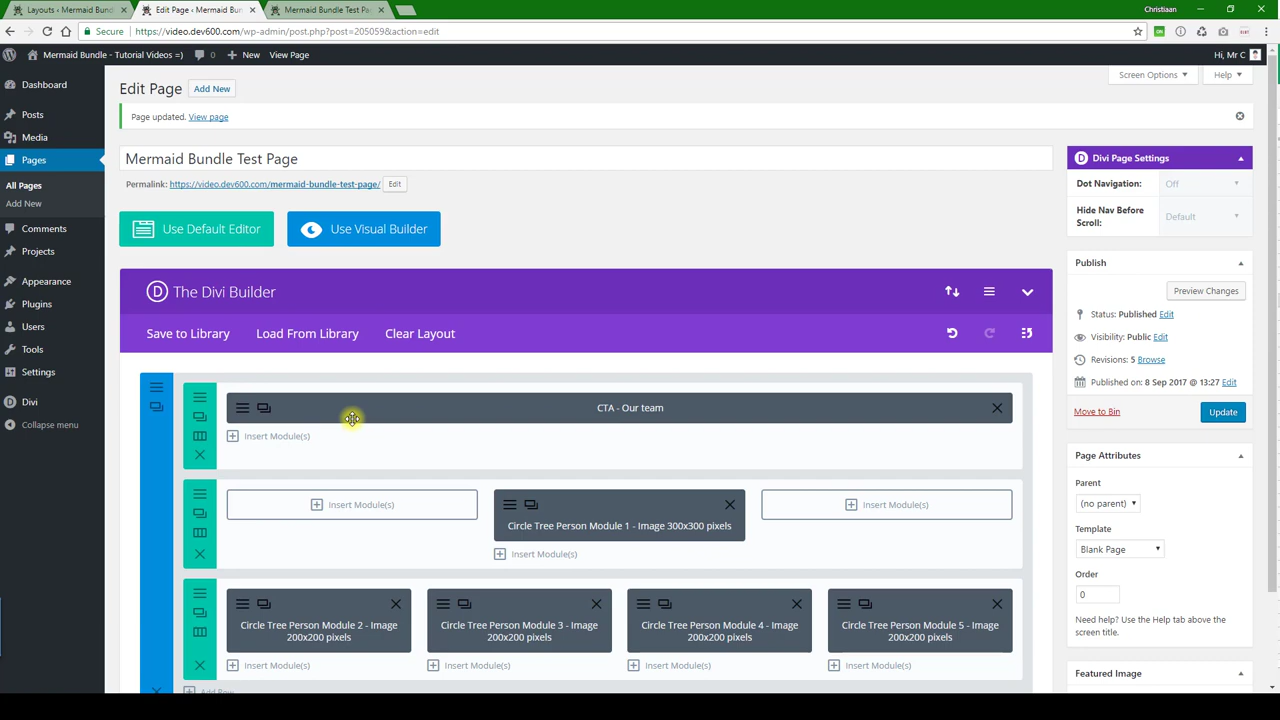 Layouts ‹ Mermaid Bund
Edit Page ‹ Mermaid Bun
Mermaid Bundle Test Pag
Christiaan
Secure
https://video.dev600.com/wp-admin/post.php?post=205059&action=edit
Mermaid Bundle - Tutorial Videos =)
0
New
View Page
Hi, Mr C
Dashboard
Posts
Media
Pages
All Pages
Add New
Comments
Projects
Appearance
Plugins
Users
Tools
Settings
Divi
Collapse menu
Edit Page
Add New
Screen Options
Help
Page updated. View page
Mermaid Bundle Test Page
Permalink: https://video.dev600.com/mermaid-bundle-test-page/
Edit
Use Default Editor
Use Visual Builder
D The Divi Builder
Save to Library
Load From Library
Clear Layout
CTA - Our team
Insert Module(s)
Insert Module(s)
Circle Tree Person Module 1 - Image 300x300 pixels
Insert Module(s)
Insert Module(s)
Circle Tree Person Module 2 - Image
200x200 pixels
Insert Module(s)
Circle Tree Person Module 3 - Image
200x200 pixels
Insert Module(s)
Circle Tree Person Module 4 - Image
200x200 pixels
Insert Module(s)
Circle Tree Person Module 5 - Image
200x200 pixels
Insert Module(s)
Add Row
D Divi Page Settings
Dot Navigation:
Off
Hide Nav Before
Scroll:
Default
Publish
Preview Changes
Status: Published Edit
Visibility: Public Edit
Revisions: 5 Browse
Published on: 8 Sep 2017 @ 13:27 Edit
Move to Bin
Update
Page Attributes
Parent
(no parent)
Template
Blank Page
Order
0
Need help? Use the Help tab above the
screen title.
Featured Image